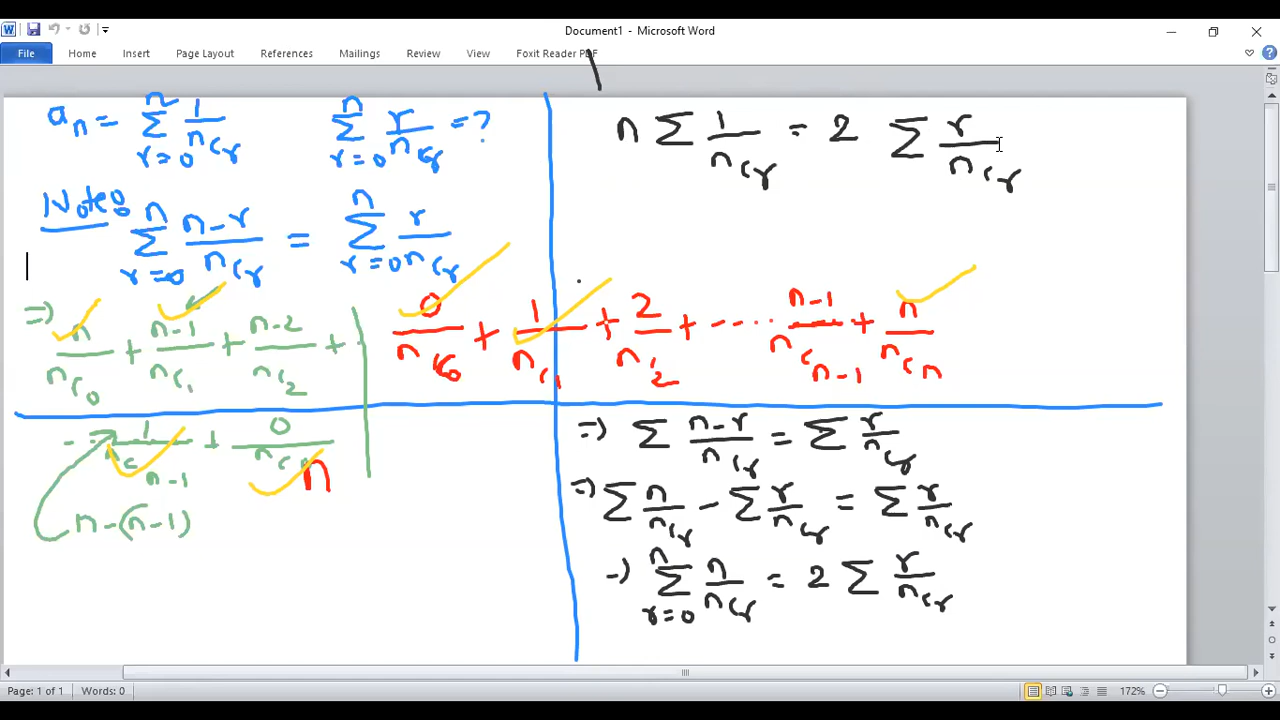 Document1 - Microsoft Word
File Home Insert Page Layout References Mailings Review View Foxit Reader PDF
aₙ = Σ_{r=0}^{n} 1/nCr
Σ_{r=0}^{n} r/nCr = ?
Note:
Σ_{r=0}^{n} (n-r)/nCr = Σ_{r=0}^{n} r/nCr
=> n/nC0 + (n-1)/nC1 + (n-2)/nC2 + -
- - 1/nC(n-1) + 0/nCn
n-(n-1)
n Σ 1/nCr = 2 Σ r/nCr
0/nC0 + 1/nC1 + 2/nC2 + ---- (n-1)/nC(n-1) + n/nCn
=> Σ (n-r)/nCr = Σ r/nCr
=> Σ n/nCr - Σ r/nCr = Σ r/nCr
=> Σ_{r=0}^{n} n/nCr = 2 Σ r/nCr
Page: 1 of 1 Words: 0 172%